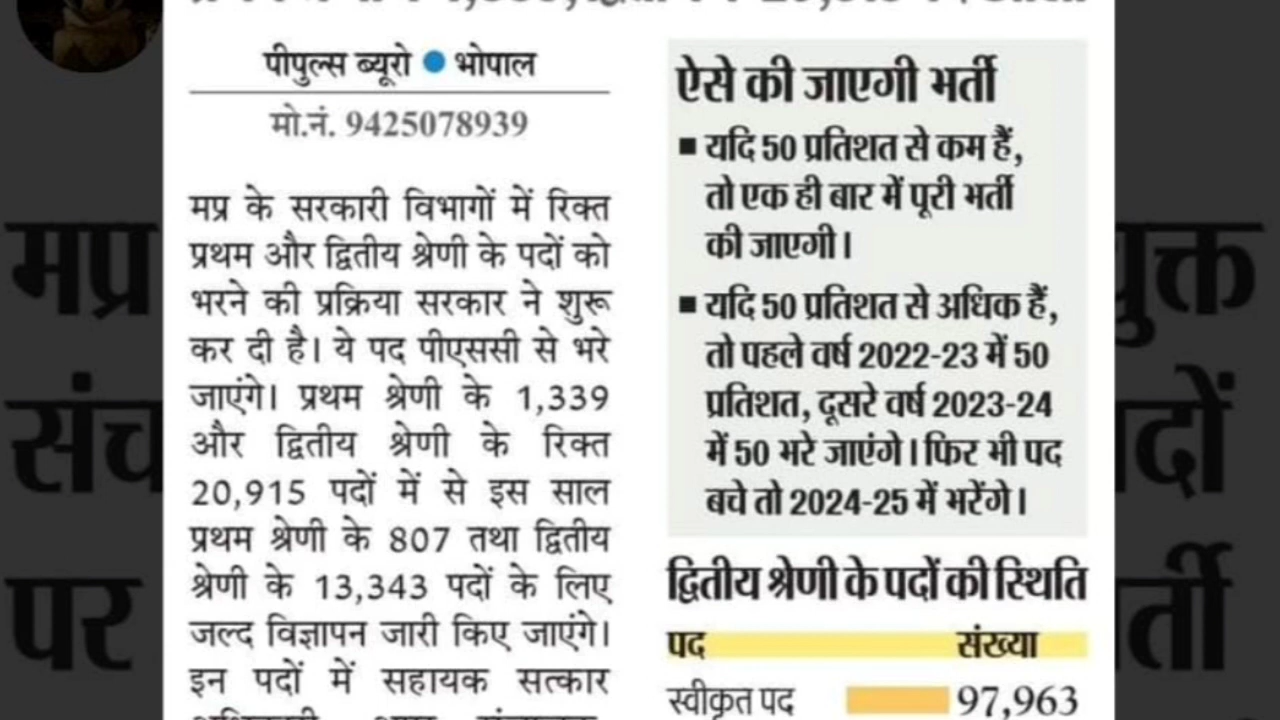 पीपुल्स ब्यूरो ● भोपाल
मो.नं. 9425078939
मप्र के सरकारी विभागों में रिक्त
प्रथम और द्वितीय श्रेणी के पदों को
भरने की प्रक्रिया सरकार ने शुरू
कर दी है। ये पद पीएससी से भरे
जाएंगे। प्रथम श्रेणी के 1,339
और द्वितीय श्रेणी के रिक्त
20,915 पदों में से इस साल
प्रथम श्रेणी के 807 तथा द्वितीय
श्रेणी के 13,343 पदों के लिए
जल्द विज्ञापन जारी किए जाएंगे।
इन पदों में सहायक सत्कार
ऐसे की जाएगी भर्ती
▪ यदि 50 प्रतिशत से कम हैं,
तो एक ही बार में पूरी भर्ती
की जाएगी।
▪ यदि 50 प्रतिशत से अधिक हैं,
तो पहले वर्ष 2022-23 में 50
प्रतिशत, दूसरे वर्ष 2023-24
में 50 भरे जाएंगे। फिर भी पद
बचे तो 2024-25 में भरेंगे।
द्वितीय श्रेणी के पदों की स्थिति
पद संख्या
स्वीकृत पद 97,963
मप्र
पर